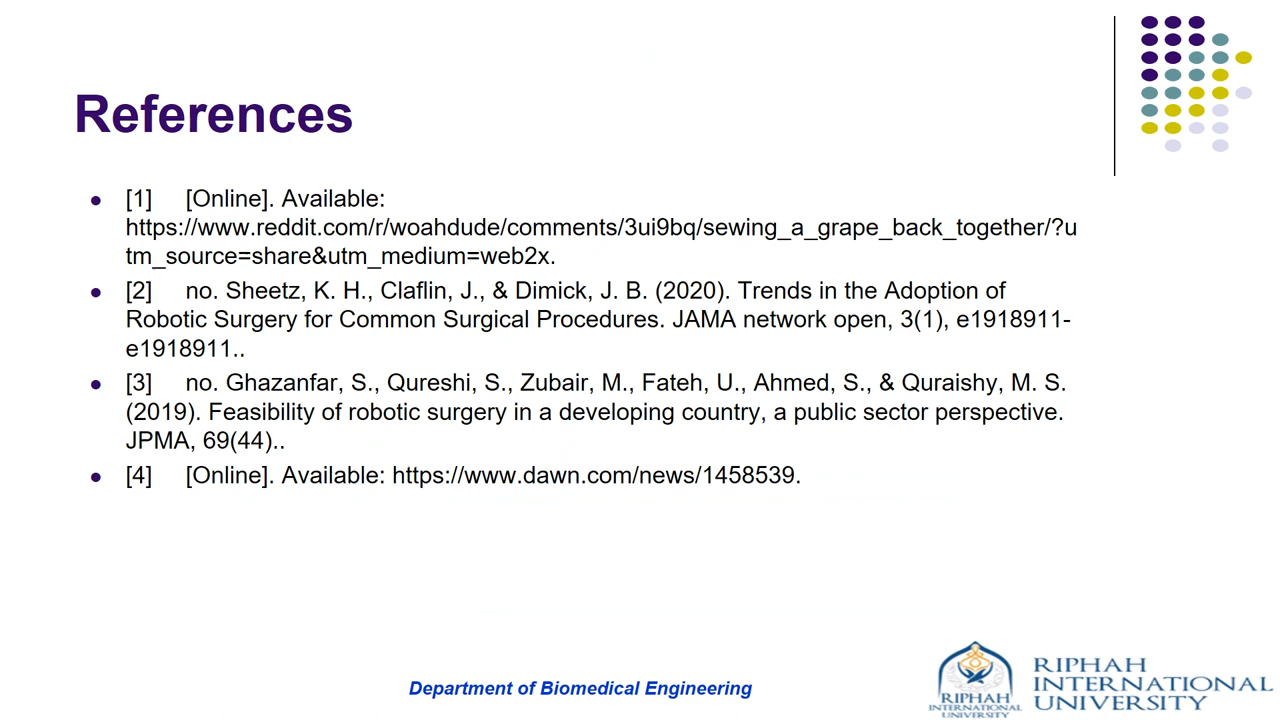 References
• [1] [Online]. Available:
https://www.reddit.com/r/woahdude/comments/3ui9bq/sewing_a_grape_back_together/?u
tm_source=share&utm_medium=web2x.
• [2] no. Sheetz, K. H., Claflin, J., & Dimick, J. B. (2020). Trends in the Adoption of
Robotic Surgery for Common Surgical Procedures. JAMA network open, 3(1), e1918911-
e1918911..
• [3] no. Ghazanfar, S., Qureshi, S., Zubair, M., Fateh, U., Ahmed, S., & Quraishy, M. S.
(2019). Feasibility of robotic surgery in a developing country, a public sector perspective.
JPMA, 69(44)..
• [4] [Online]. Available: https://www.dawn.com/news/1458539.
Department of Biomedical Engineering
RIPHAH
INTERNATIONAL
UNIVERSITY
RIPHAH
INTERNATIONAL
UNIVERSITY